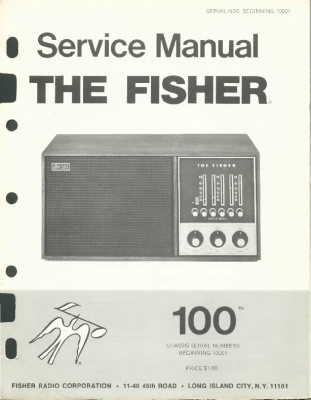 SERIAL NOS. BEGINNING 10001
Service Manual
THE FISHER
THE FISHER
100
TM
CHASSIS SERIAL NUMBERS
BEGINNING 10001
PRICE $1.00
FISHER RADIO CORPORATION • 11-40 45th ROAD • LONG ISLAND CITY, N.Y. 11101